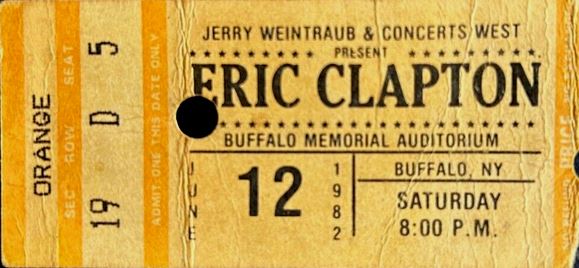 ORANGE
SEC ROW SEAT
19 D 5
ADMIT ONE THIS DATE ONLY
JERRY WEINTRAUB & CONCERTS WEST
PRESENT
ERIC CLAPTON
BUFFALO MEMORIAL AUDITORIUM
JUNE 12 1982
BUFFALO, NY
SATURDAY
8:00 P.M.
PRICE